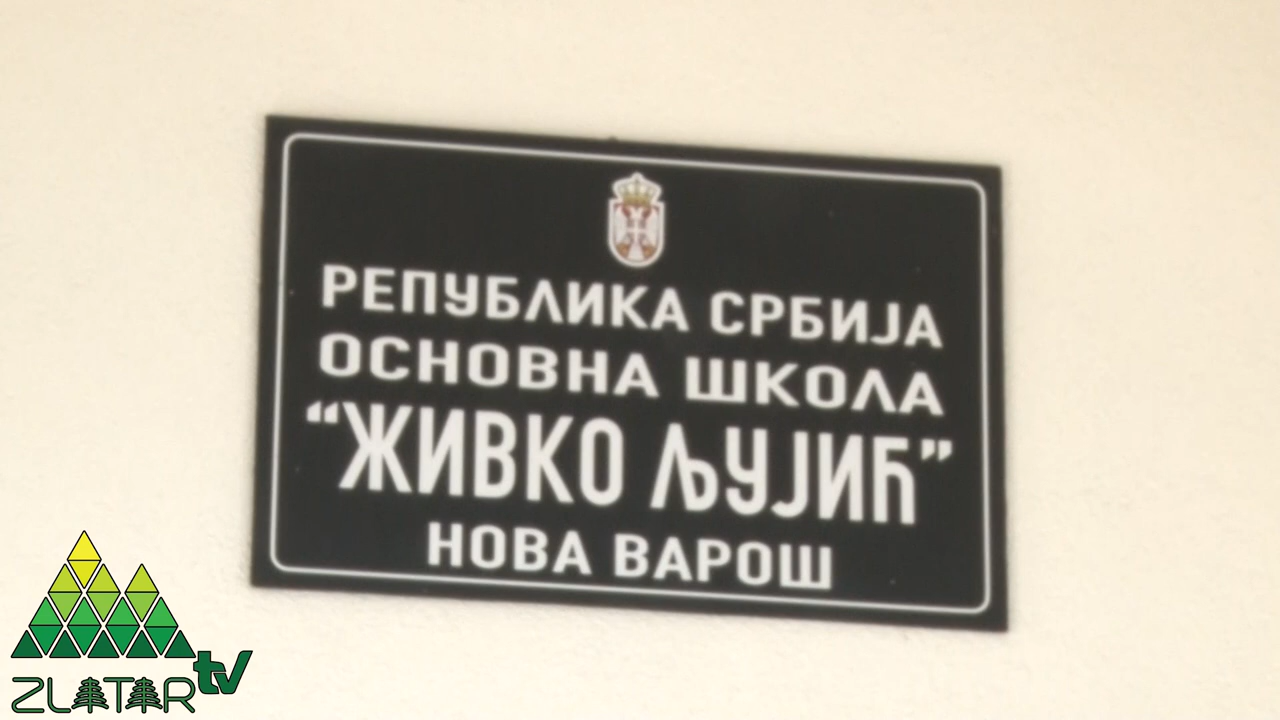 РЕПУБЛИКА СРБИЈА
ОСНОВНА ШКОЛА
“ЖИВКО ЉУЈИЋ”
НОВА ВАРОШ
ZLATAR tv